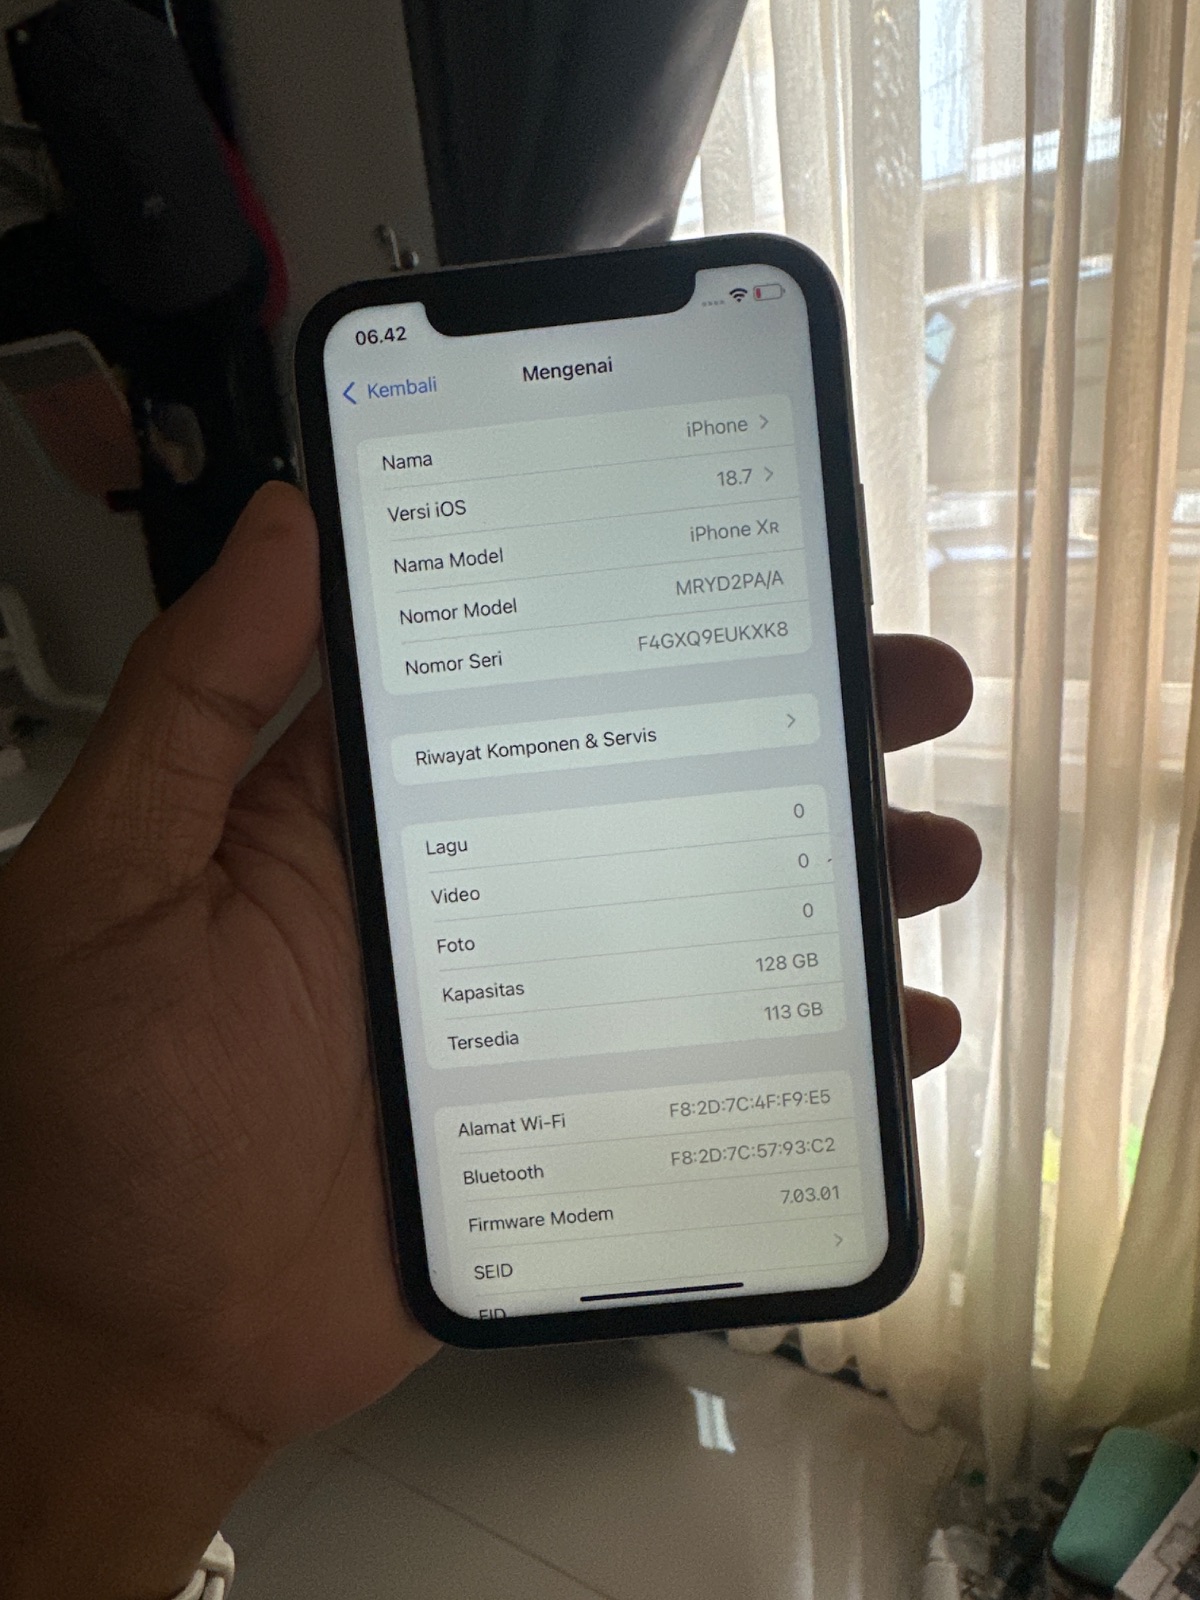 06.42
Kembali
Mengenai
Nama iPhone
Versi iOS 18.7
Nama Model iPhone XR
Nomor Model MRYD2PA/A
Nomor Seri F4GXQ9EUKXK8
Riwayat Komponen & Servis
Lagu 0
Video 0
Foto 0
Kapasitas 128 GB
Tersedia 113 GB
Alamat Wi-Fi F8:2D:7C:4F:F9:E5
Bluetooth F8:2D:7C:57:93:C2
Firmware Modem 7.03.01
SEID
EID